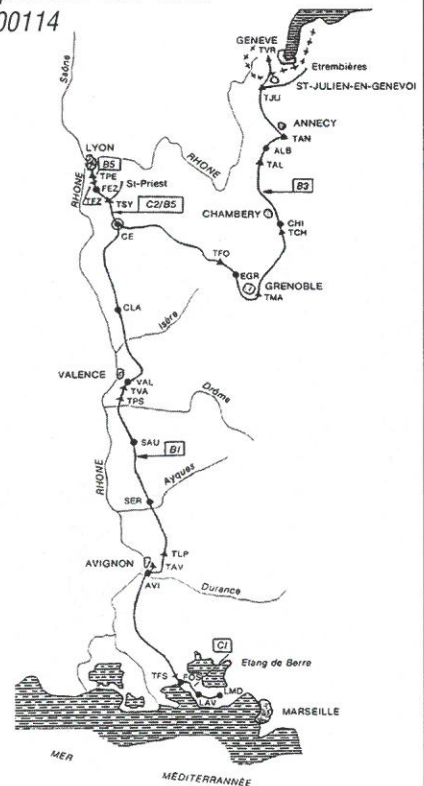 00114
GENEVE
TVR
Etrembières
TJU
ST-JULIEN-EN-GENEVOI
Saône
ANNECY
TAN
LYON
ALB
B5
RHONE
TAL
TPE
St-Priest
FEZ
B3
RHONE
TFZ
TSY
C2/B5
CHAMBERY
CHI
CE
TCH
TFO
EGR
GRENOBLE
TMA
CLA
Isère
VALENCE
VAL
Drôme
TVA
TPS
SAU
B1
RHONE
Ayques
SER
TLP
AVIGNON
TAV
AVI
Durance
C1
Etang de Berre
TFS
FOS
LMD
LAV
MARSEILLE
MER
MÉDITERRANNÉE